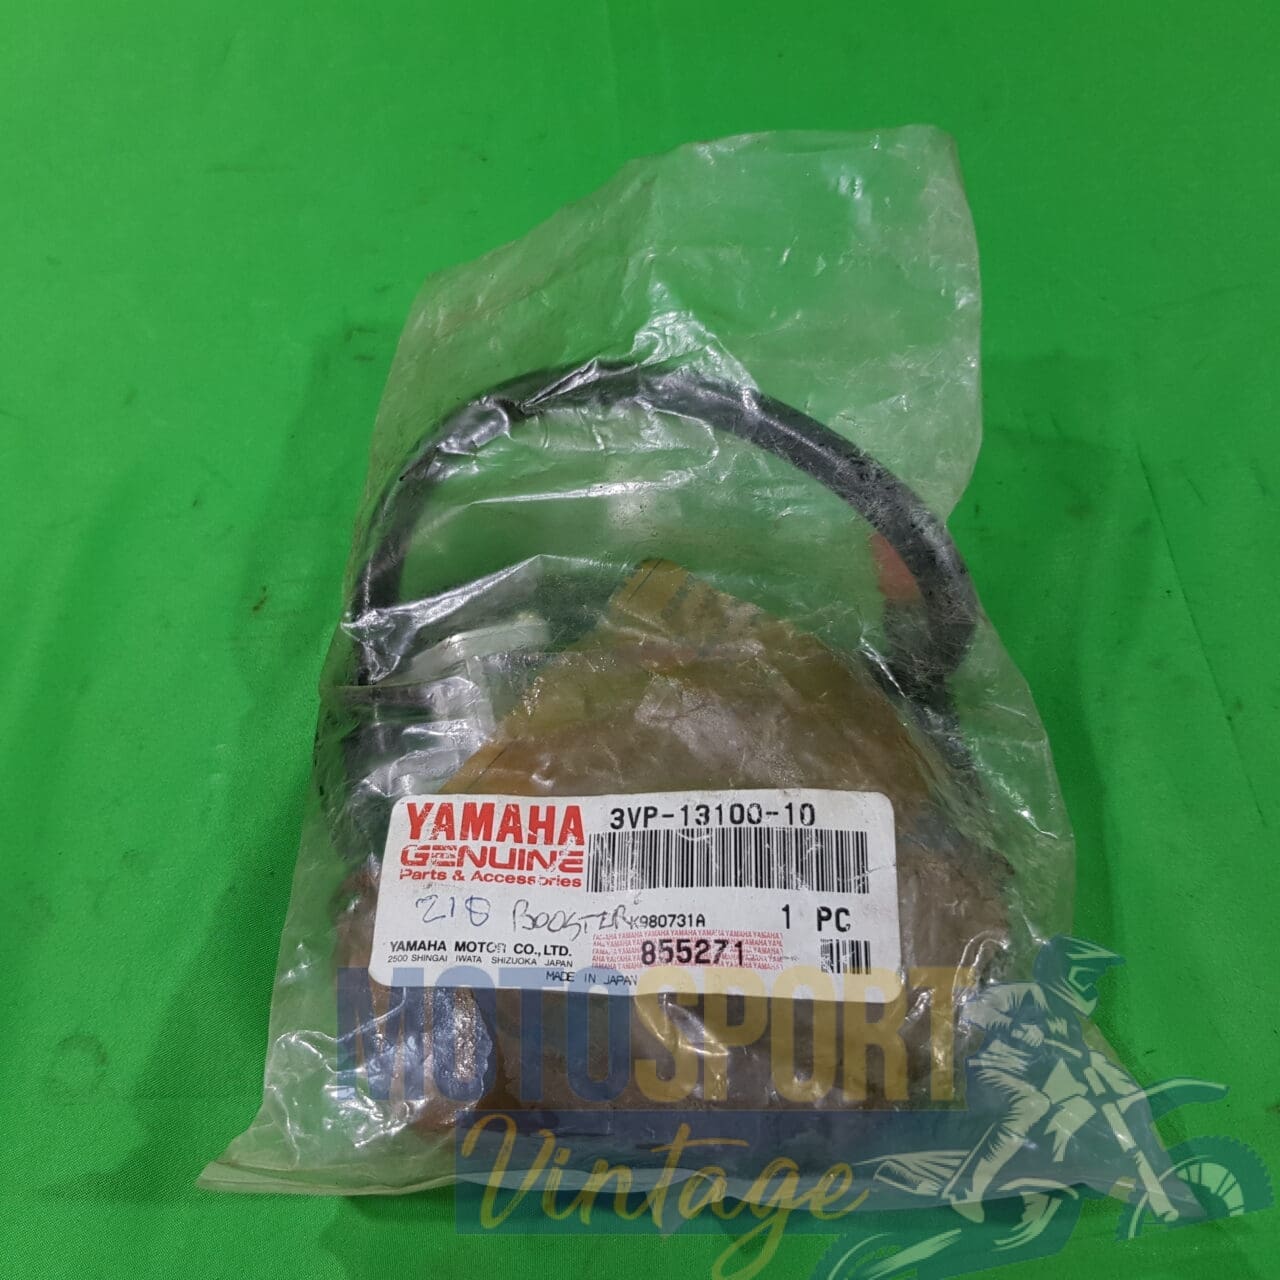 YAMAHA
GENUINE
Parts & Accessories
3VP-13100-10
218 BOOSTER
K980731A
1 PC
YAMAHA MOTOR CO., LTD.
2500 SHINGAI IWATA SHIZUOKA JAPAN
855271
MADE IN JAPAN
MOTOSPORT
Vintage